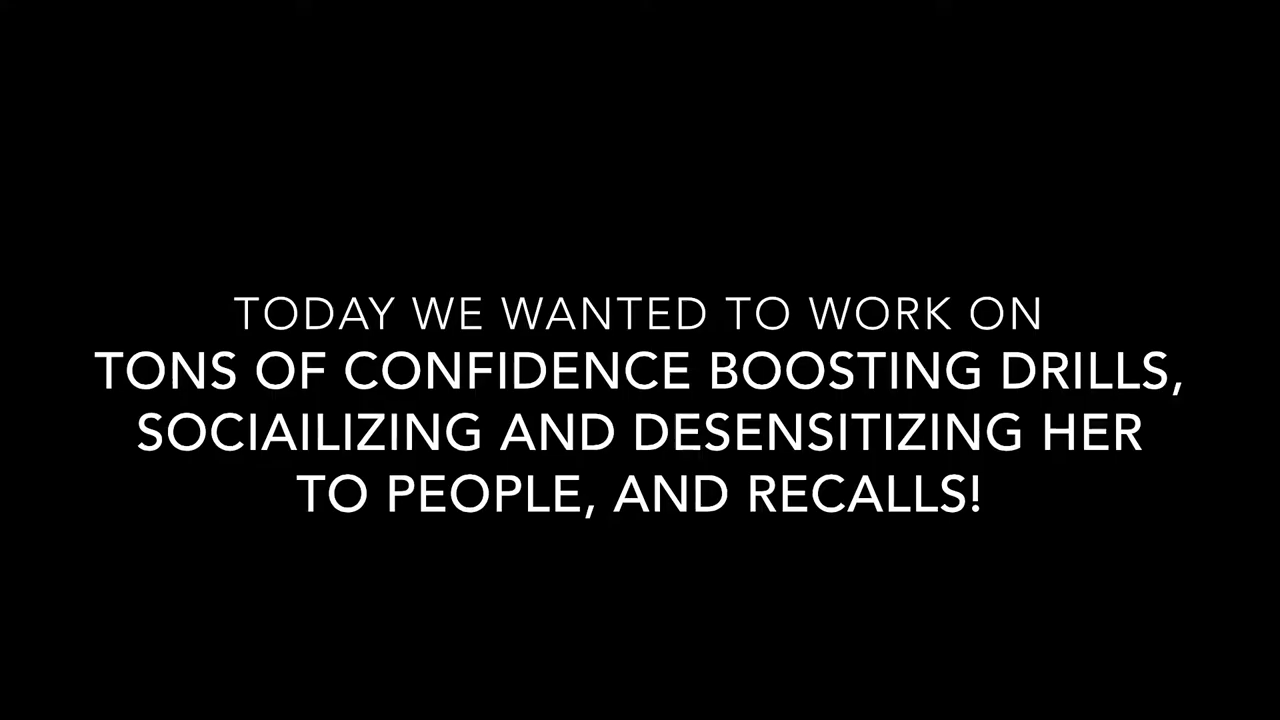 TODAY WE WANTED TO WORK ON
TONS OF CONFIDENCE BOOSTING DRILLS,
SOCIAILIZING AND DESENSITIZING HER
TO PEOPLE, AND RECALLS!